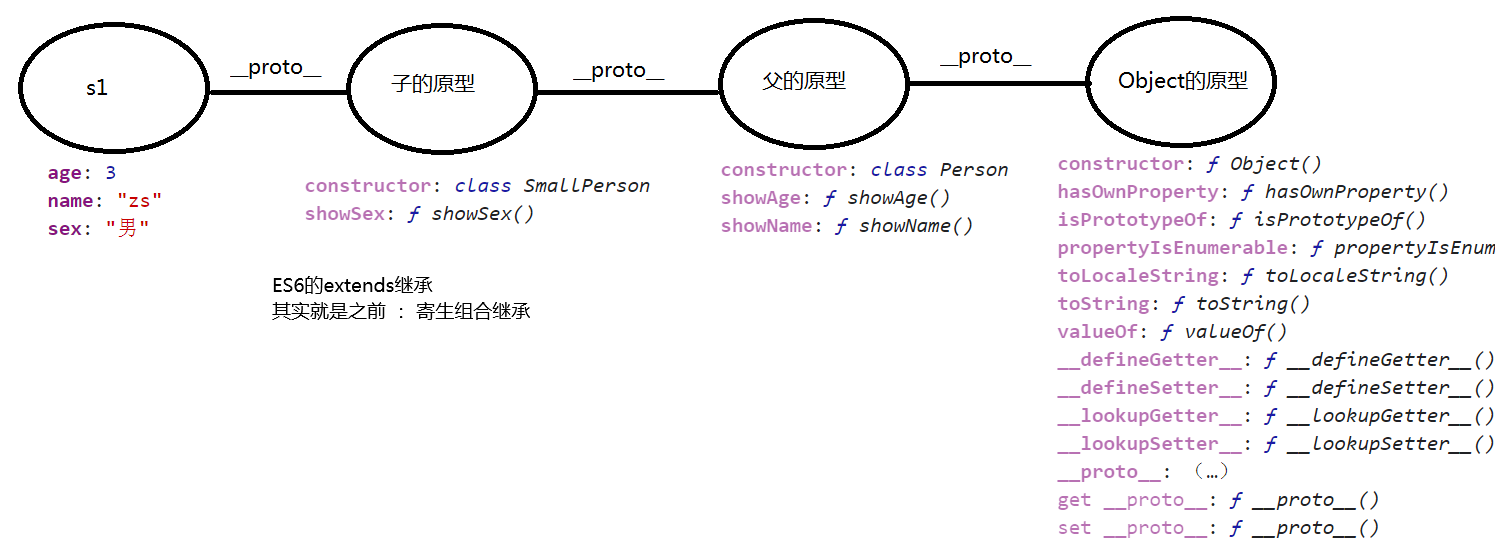 __proto__
__proto__
__proto__
s1
子的原型
父的原型
Object的原型
age: 3
name: "zs"
sex: "男"
constructor: class SmallPerson
showSex: ƒ showSex()
constructor: class Person
showAge: ƒ showAge()
showName: ƒ showName()
ES6的extends继承
其实就是之前 ： 寄生组合继承
constructor: ƒ Object()
hasOwnProperty: ƒ hasOwnProperty()
isPrototypeOf: ƒ isPrototypeOf()
propertyIsEnumerable: ƒ propertyIsEnum
toLocaleString: ƒ toLocaleString()
toString: ƒ toString()
valueOf: ƒ valueOf()
__defineGetter__: ƒ __defineGetter__()
__defineSetter__: ƒ __defineSetter__()
__lookupGetter__: ƒ __lookupGetter__()
__lookupSetter__: ƒ __lookupSetter__()
__proto__: （…）
get __proto__: ƒ __proto__()
set __proto__: ƒ __proto__()